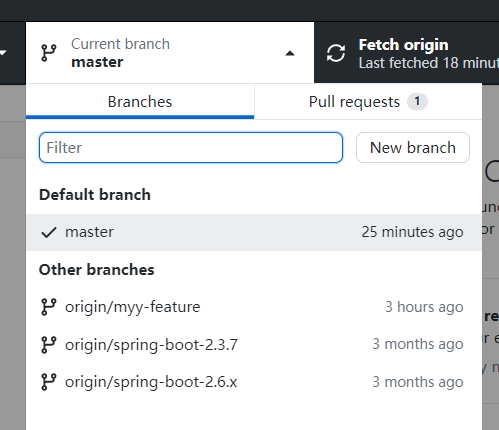 Current branch
master
Fetch origin
Last fetched 18 minut
Branches
Pull requests 1
Filter
New branch
Default branch
master 25 minutes ago
Other branches
origin/myy-feature 3 hours ago
origin/spring-boot-2.3.7 3 months ago
origin/spring-boot-2.6.x 3 months ago